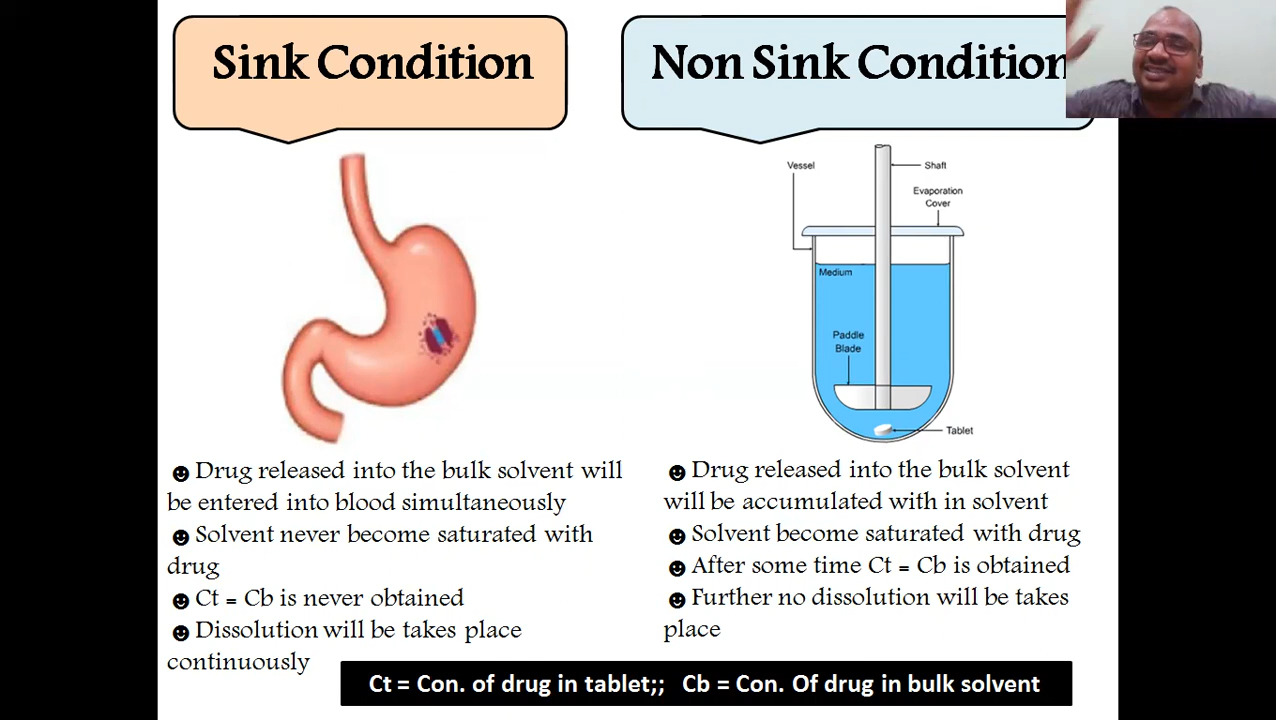 Sink Condition
Non Sink Condition
Vessel
Shaft
Evaporation
Cover
Medium
Paddle
Blade
Tablet
☻Drug released into the bulk solvent will
be entered into blood simultaneously
☻Solvent never become saturated with
drug
☻Ct = Cb is never obtained
☻Dissolution will be takes place
continuously
☻Drug released into the bulk solvent
will be accumulated with in solvent
☻Solvent become saturated with drug
☻After some time Ct = Cb is obtained
☻Further no dissolution will be takes
place
Ct = Con. of drug in tablet;; Cb = Con. Of drug in bulk solvent